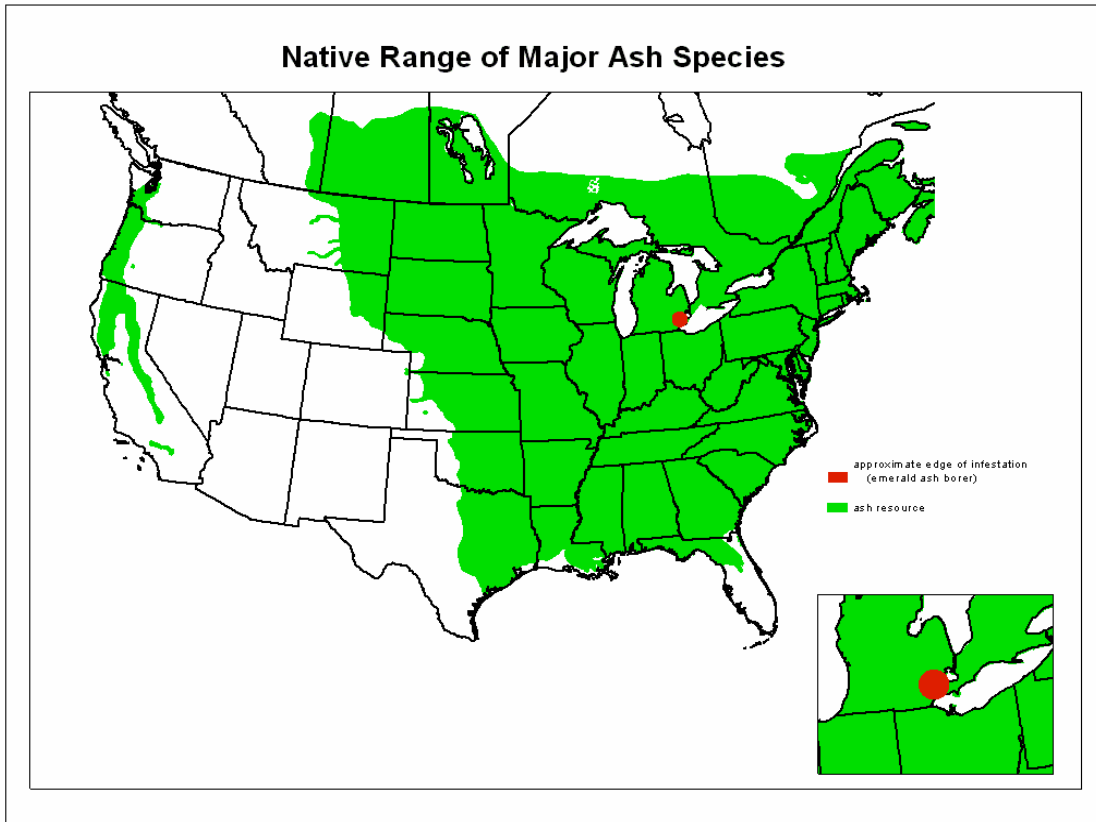 Native Range of Major Ash Species
approximate edge of infestation
(emerald ash borer)
ash resource